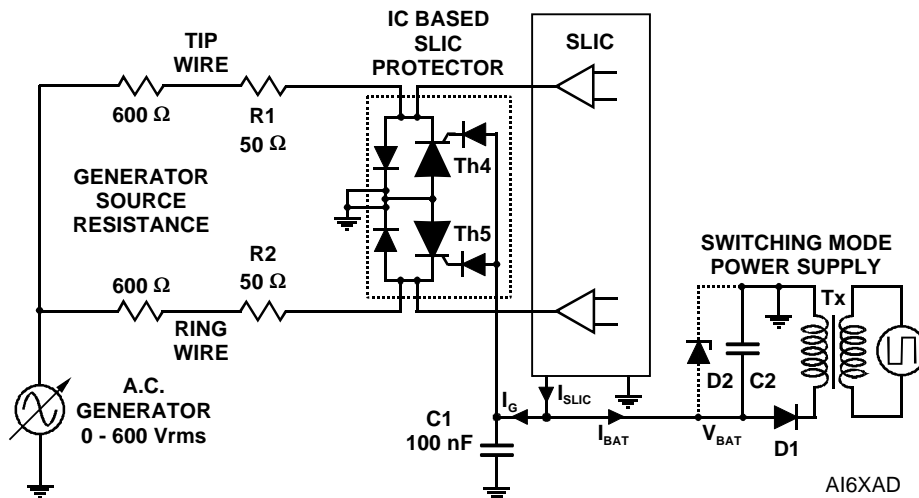 IC BASED
SLIC
PROTECTOR
SLIC
TIP
WIRE
600 Ω
R1
50 Ω
Th4
GENERATOR
SOURCE
RESISTANCE
Th5
R2
50 Ω
600 Ω
RING
WIRE
SWITCHING MODE
POWER SUPPLY
Tx
A.C.
GENERATOR
0 - 600 Vrms
C1
100 nF
IG
ISLIC
IBAT
D2
C2
VBAT
D1
AI6XAD